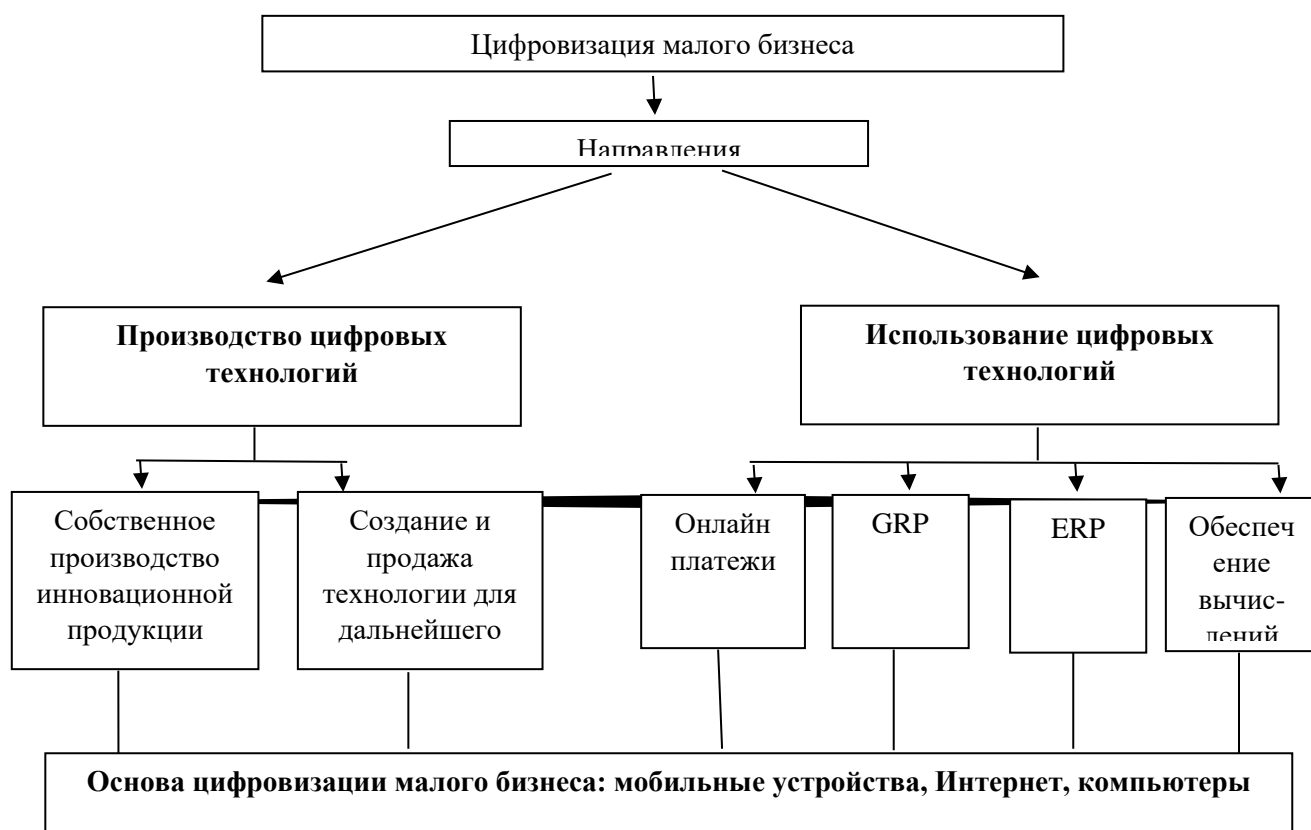 Цифровизация малого бизнеса
Направления
Производство цифровых
технологий
Использование цифровых
технологий
Собственное
производство
инновационной
продукции
Создание и
продажа
технологии для
дальнейшего
Онлайн
платежи
GRP
ERP
Обеспеч
ение
вычис-
лений
Основа цифровизации малого бизнеса: мобильные устройства, Интернет, компьютеры